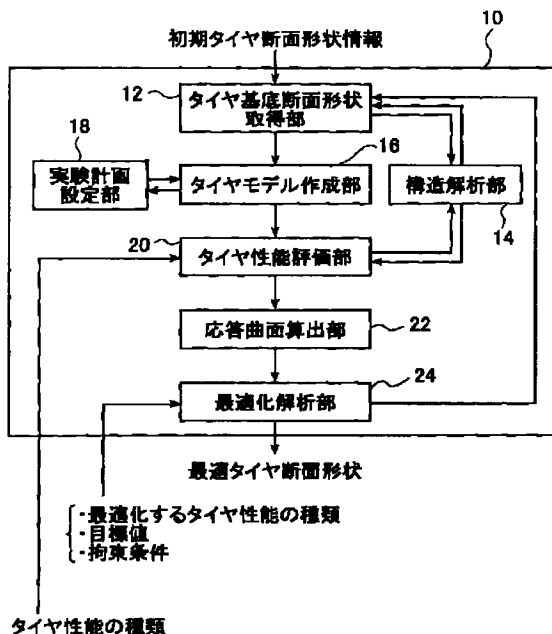 初期タイヤ断面形状情報
10
12
タイヤ基底断面形状
取得部
18
実験計画
設定部
16
タイヤモデル作成部
構造解析部
14
20
タイヤ性能評価部
応答曲面算出部
22
24
最適化解析部
最適タイヤ断面形状
・最適化するタイヤ性能の種類
・目標値
・拘束条件
タイヤ性能の種類